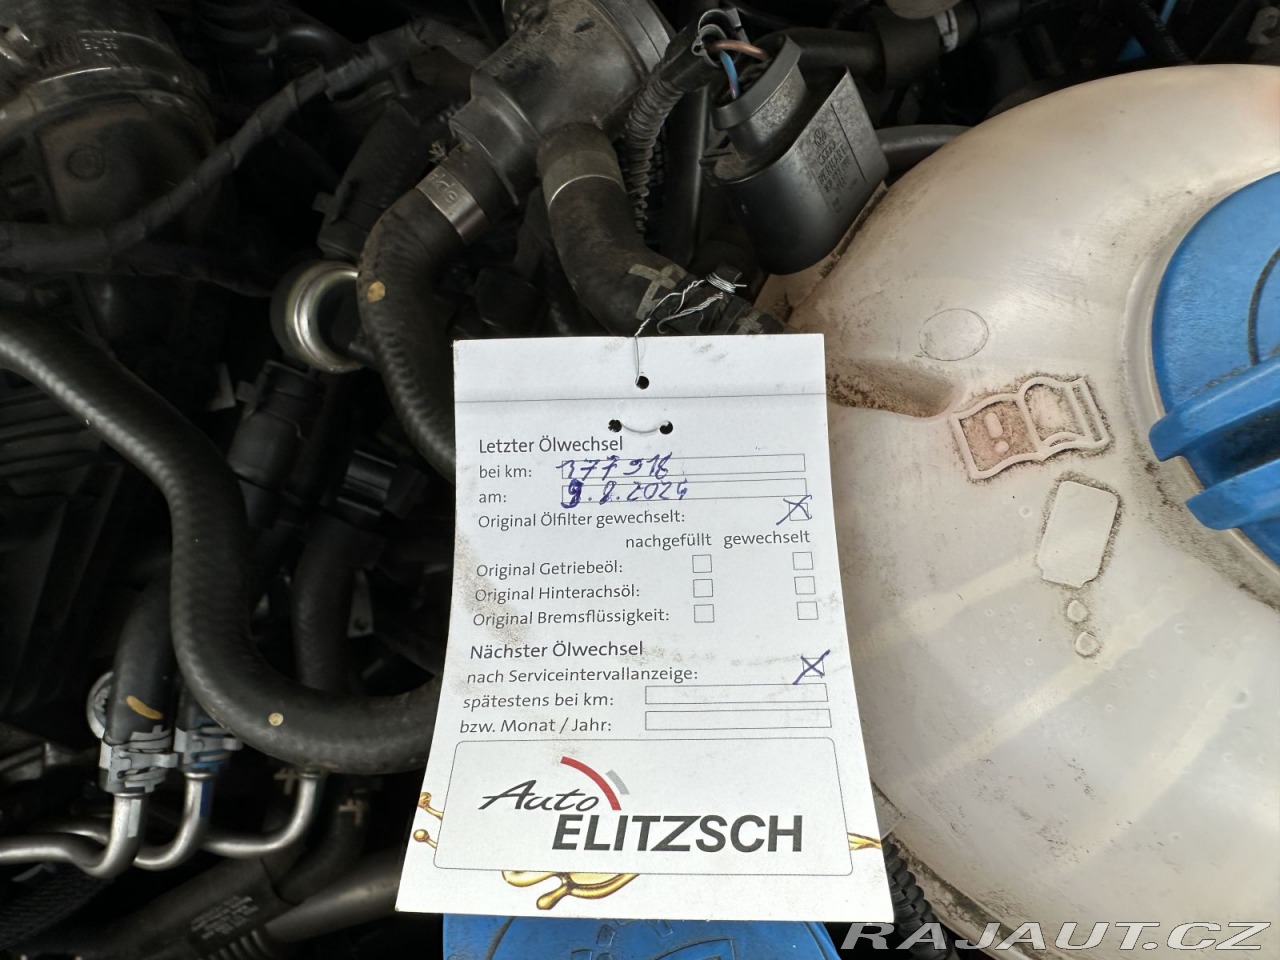 Letzter Ölwechsel
bei km: 377 916
am: 9.8.2024
Original Ölfilter gewechselt:
nachgefüllt gewechselt
Original Getriebeöl:
Original Hinterachsöl:
Original Bremsflüssigkeit:
Nächster Ölwechsel
nach Serviceintervallanzeige:
spätestens bei km:
bzw. Monat / Jahr:
Auto
ELITZSCH
RAJAUT.CZ